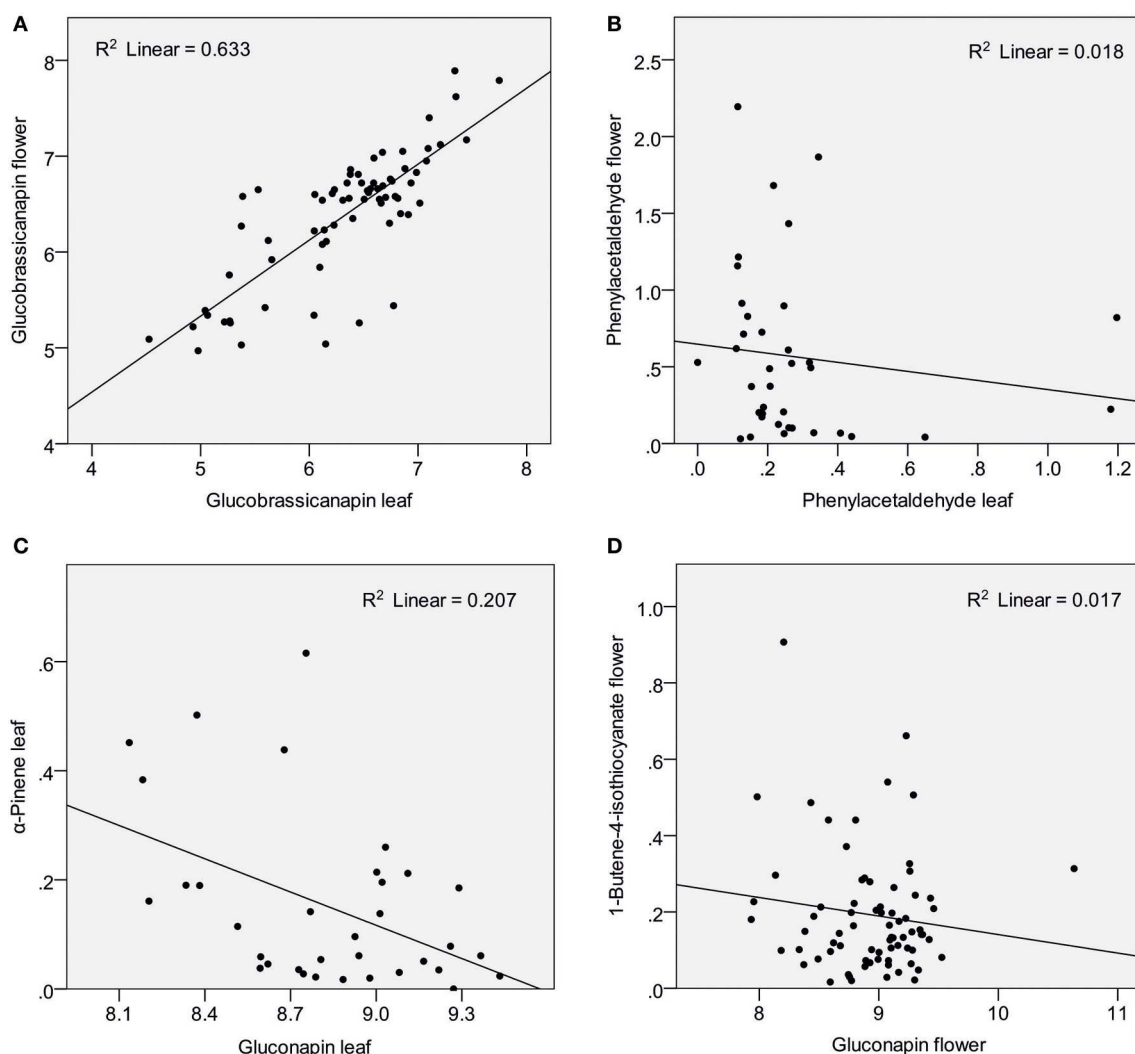 A
R² Linear = 0.633
Glucobrassicanapin flower
8
7
6
5
4
4 5 6 7 8
Glucobrassicanapin leaf
B
R² Linear = 0.018
Phenylacetaldehyde flower
2.5
2.0
1.5
1.0
.5
.0
.0 .2 .4 .6 .8 1.0 1.2
Phenylacetaldehyde leaf
C
R² Linear = 0.207
α-Pinene leaf
.6
.4
.2
.0
8.1 8.4 8.7 9.0 9.3
Gluconapin leaf
D
R² Linear = 0.017
1-Butene-4-isothiocyanate flower
1.0
.8
.6
.4
.2
.0
8 9 10 11
Gluconapin flower